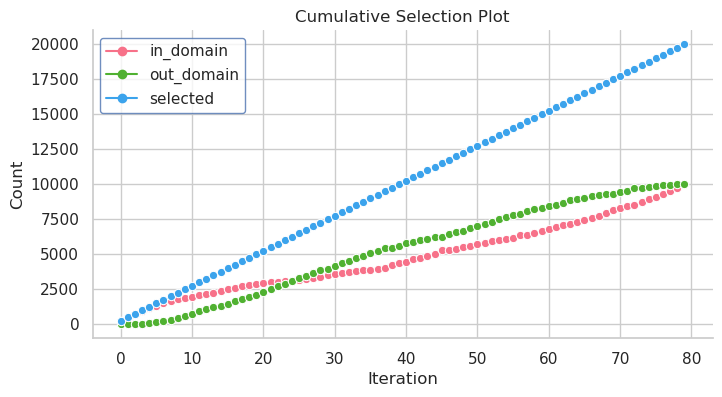 Cumulative Selection Plot
in_domain
out_domain
selected
20000
17500
15000
12500
10000
7500
5000
2500
0
Count
0 10 20 30 40 50 60 70 80
Iteration